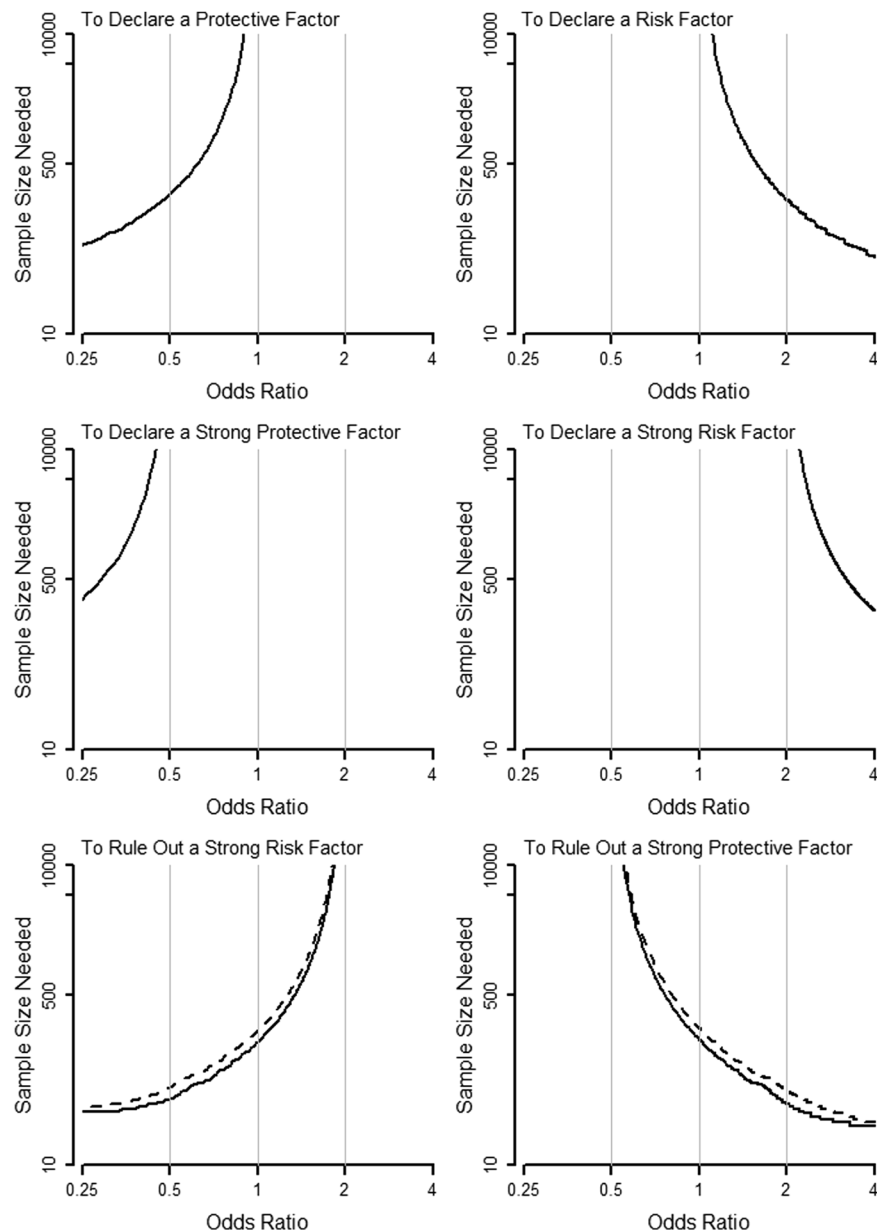 To Declare a Protective Factor
Sample Size Needed
10000
500
10
0.25 0.5 1 2 4
Odds Ratio
To Declare a Risk Factor
Sample Size Needed
10000
500
10
0.25 0.5 1 2 4
Odds Ratio
To Declare a Strong Protective Factor
Sample Size Needed
10000
500
10
0.25 0.5 1 2 4
Odds Ratio
To Declare a Strong Risk Factor
Sample Size Needed
10000
500
10
0.25 0.5 1 2 4
Odds Ratio
To Rule Out a Strong Risk Factor
Sample Size Needed
10000
500
10
0.25 0.5 1 2 4
Odds Ratio
To Rule Out a Strong Protective Factor
Sample Size Needed
10000
500
10
0.25 0.5 1 2 4
Odds Ratio